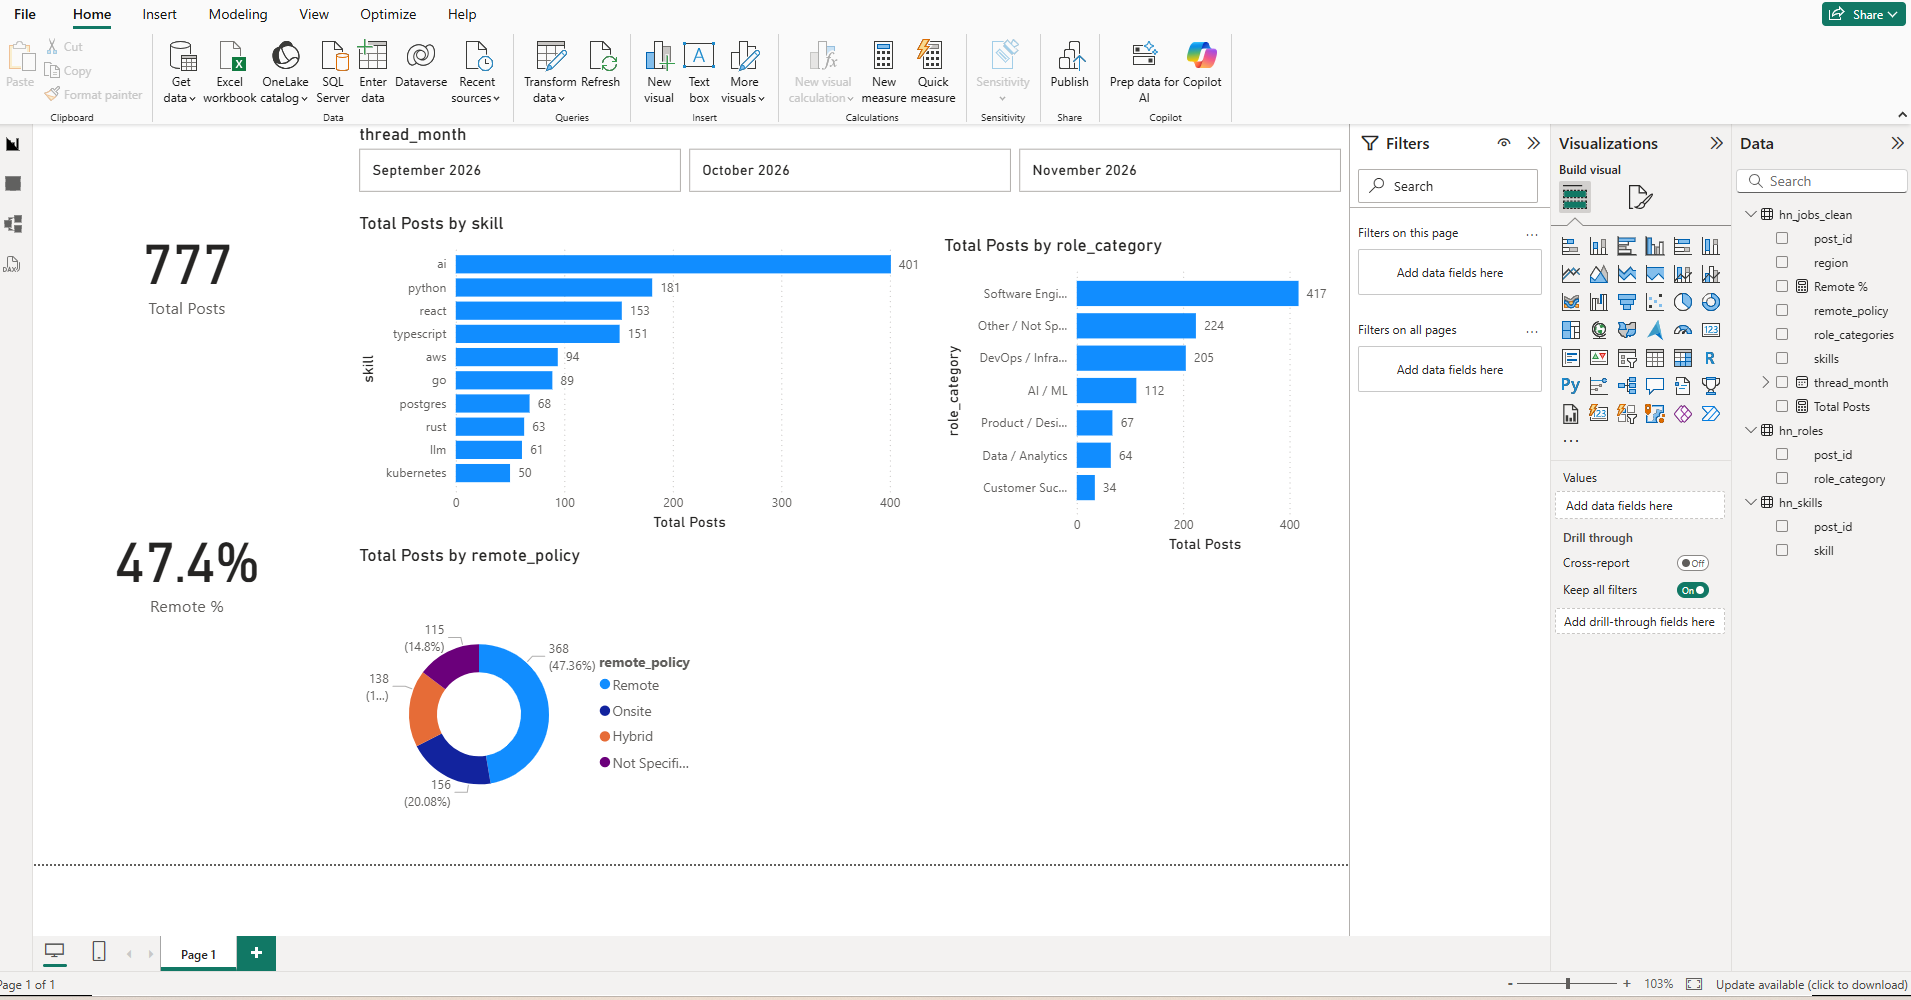 File Home Insert Modeling View Optimize Help Share
Paste
Cut
Copy
Format painter
Clipboard
Get data
Excel workbook
OneLake catalog
SQL Server
Enter data
Dataverse
Recent sources
Data
Transform data
Refresh
Queries
New visual
Text box
More visuals
Insert
New visual calculation
New measure
Quick measure
Calculations
Sensitivity
Sensitivity
Publish
Share
Prep data for AI
Copilot
Copilot
thread_month
September 2026
October 2026
November 2026
777
Total Posts
47.4%
Remote %
Total Posts by skill
skill
ai 401
python 181
react 153
typescript 151
aws 94
go 89
postgres 68
rust 63
llm 61
kubernetes 50
0 100 200 300 400
Total Posts
Total Posts by role_category
role_category
Software Engi... 417
Other / Not Sp... 224
DevOps / Infra... 205
AI / ML 112
Product / Desi... 67
Data / Analytics 64
Customer Suc... 34
0 200 400
Total Posts
Total Posts by remote_policy
115
(14.8%)
368
(47.36%)
138
(1...)
156
(20.08%)
remote_policy
Remote
Onsite
Hybrid
Not Specifi...
Filters
Search
Filters on this page ...
Add data fields here
Filters on all pages ...
Add data fields here
Visualizations
Build visual
123
R
Py
123
...
Values
Add data fields here
Drill through
Cross-report Off
Keep all filters On
Add drill-through fields here
Data
Search
hn_jobs_clean
post_id
region
Remote %
remote_policy
role_categories
skills
thread_month
Total Posts
hn_roles
post_id
role_category
hn_skills
post_id
skill
DAX
Page 1 +
Page 1 of 1
- + 103%
Update available (click to download)